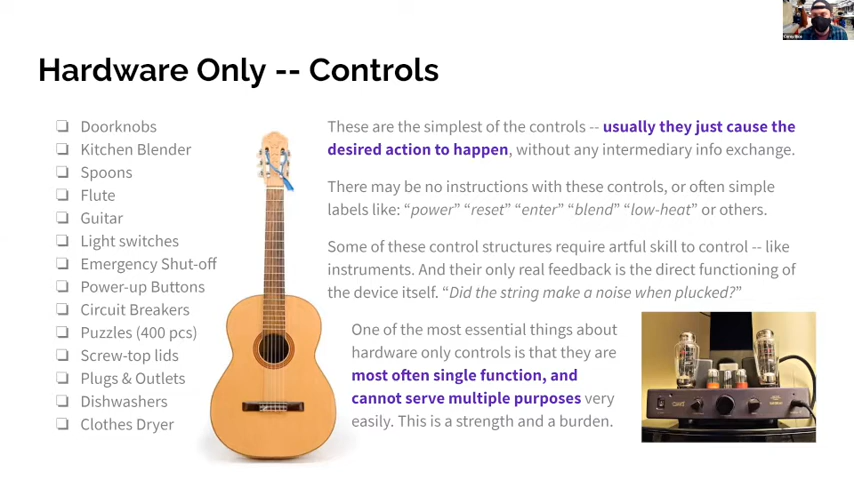 Hardware Only -- Controls
Doorknobs
Kitchen Blender
Spoons
Flute
Guitar
Light switches
Emergency Shut-off
Power-up Buttons
Circuit Breakers
Puzzles (400 pcs)
Screw-top lids
Plugs & Outlets
Dishwashers
Clothes Dryer
These are the simplest of the controls -- usually they just cause the
desired action to happen, without any intermediary info exchange.
There may be no instructions with these controls, or often simple
labels like: “power” “reset” “enter” “blend” “low-heat” or others.
Some of these control structures require artful skill to control -- like
instruments. And their only real feedback is the direct functioning of
the device itself. “Did the string make a noise when plucked?”
One of the most essential things about
hardware only controls is that they are
most often single function, and
cannot serve multiple purposes very
easily. This is a strength and a burden.